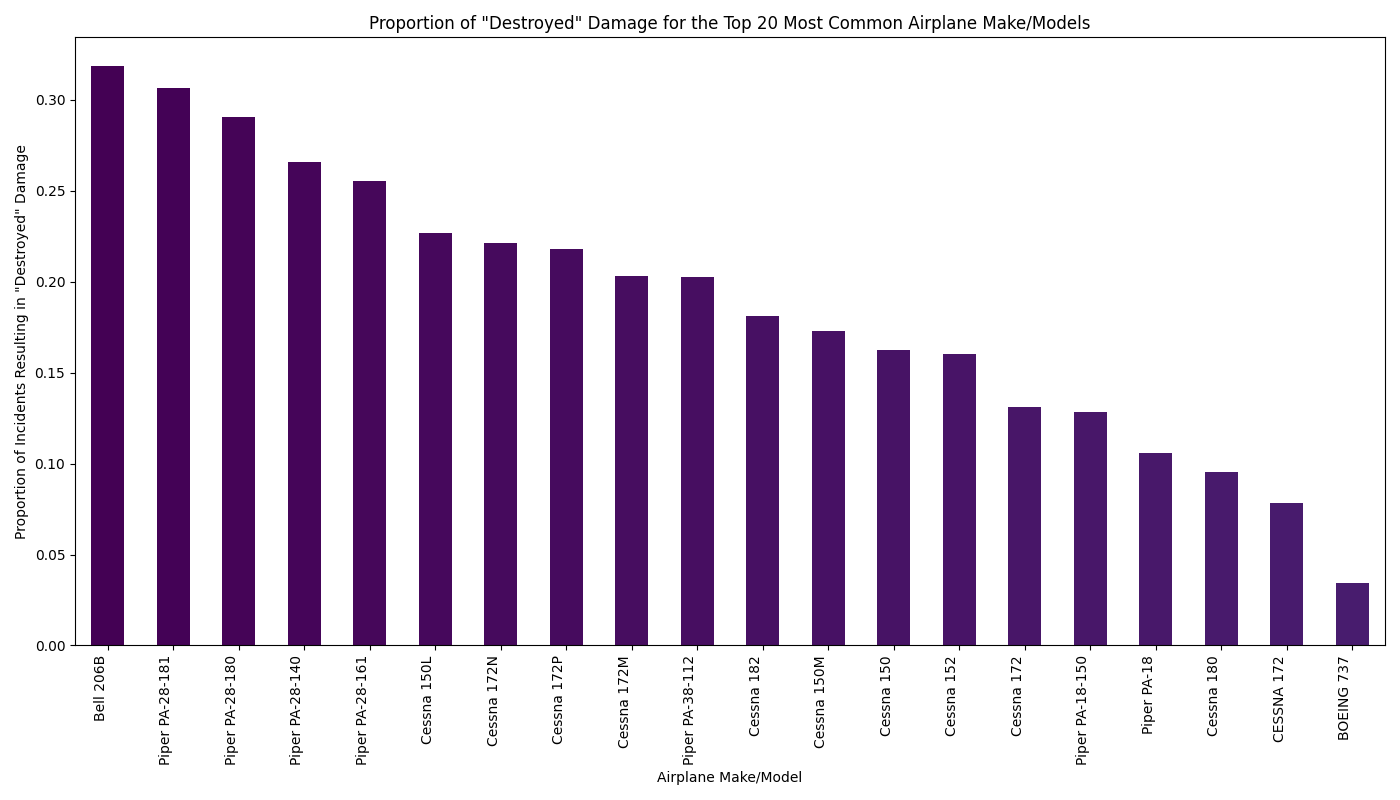 Proportion of "Destroyed" Damage for the Top 20 Most Common Airplane Make/Models
Proportion of Incidents Resulting in "Destroyed" Damage
0.30
0.25
0.20
0.15
0.10
0.05
0.00
Bell 206B
Piper PA-28-181
Piper PA-28-180
Piper PA-28-140
Piper PA-28-161
Cessna 150L
Cessna 172N
Cessna 172P
Cessna 172M
Piper PA-38-112
Cessna 182
Cessna 150M
Cessna 150
Cessna 152
Cessna 172
Piper PA-18-150
Piper PA-18
Cessna 180
CESSNA 172
BOEING 737
Airplane Make/Model